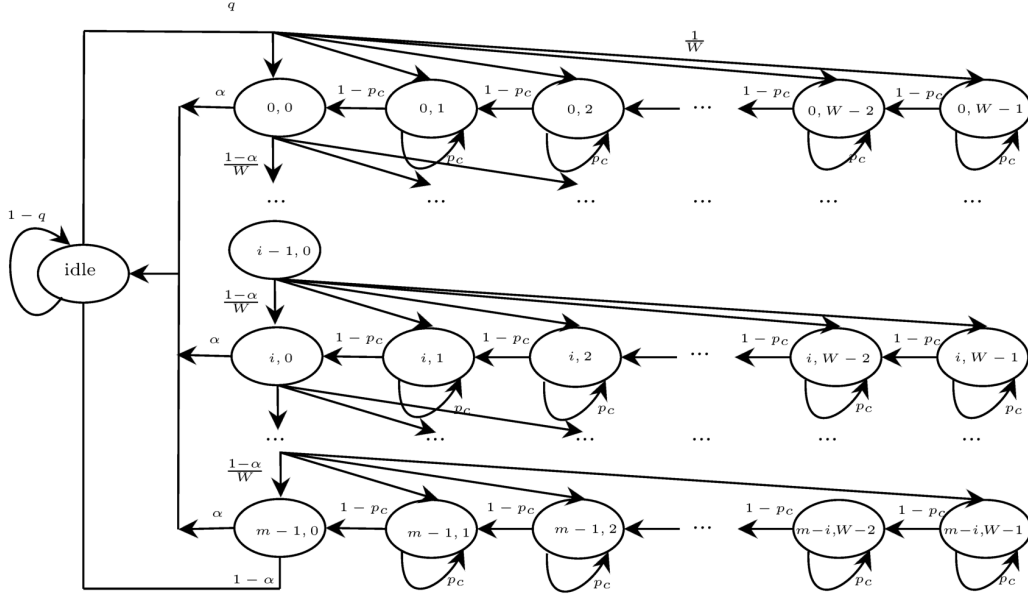 q
1/W
α 1 − p_c 1 − p_c 1 − p_c 1 − p_c
0, 0 0, 1 0, 2 ... 0, W − 2 0, W − 1
p_c p_c p_c p_c
1−α/W
... ... ... ... ... ...
1 − q
i − 1, 0
idle
1−α/W
α 1 − p_c 1 − p_c 1 − p_c 1 − p_c
i, 0 i, 1 i, 2 ... i, W − 2 i, W − 1
p_c p_c p_c p_c
... ... ... ... ... ...
1−α/W
α 1 − p_c 1 − p_c 1 − p_c 1 − p_c
m − 1, 0 m − 1, 1 m − 1, 2 ... m−i,W−2 m−i,W−1
1 − α p_c p_c p_c p_c